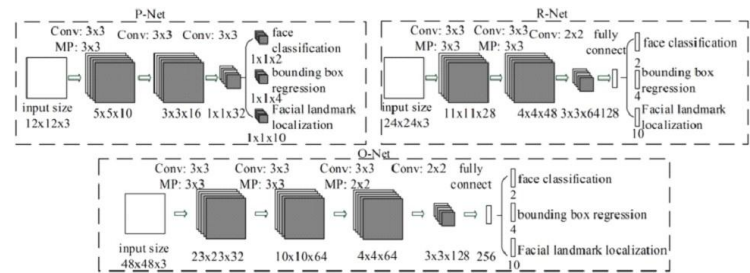 P-Net
Conv: 3x3 Conv: 3x3 Conv: 3x3
MP: 3x3
face
classification
1x1x2
bounding box
regression
1x1x4
Facial landmark
localization
1x1x10
input size
12x12x3
5x5x10
3x3x16
1x1x32
R-Net
Conv: 3x3 Conv: 3x3 Conv: 2x2 fully
MP: 3x3 MP: 3x3 connect
face classification
2
bounding box
regression
4
Facial landmark
localization
10
input size
24x24x3
11x11x28
4x4x48
3x3x64
128
O-Net
Conv: 3x3 Conv: 3x3 Conv: 3x3 Conv: 2x2 fully
MP: 3x3 MP: 3x3 MP: 2x2 connect
face classification
2
bounding box regression
4
Facial Landmark localization
10
input size
48x48x3
23x23x32
10x10x64
4x4x64
3x3x128
256